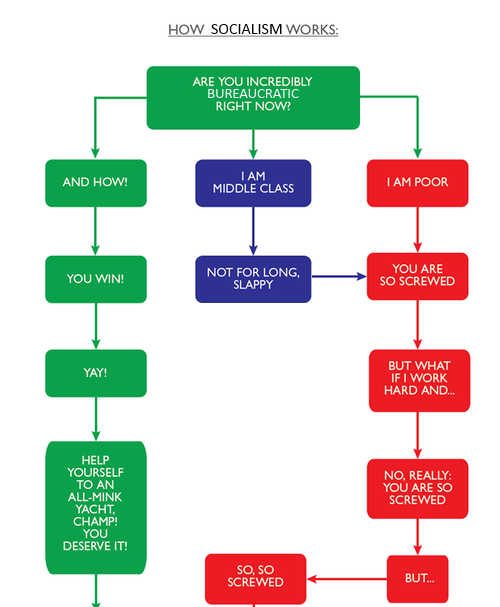 HOW SOCIALISM WORKS:
ARE YOU INCREDIBLY
BUREAUCRATIC
RIGHT NOW?
AND HOW!
I AM
MIDDLE CLASS
I AM POOR
YOU WIN!
NOT FOR LONG,
SLAPPY
YOU ARE
SO SCREWED
YAY!
BUT WHAT
IF I WORK
HARD AND...
HELP
YOURSELF
TO AN
ALL-MINK
YACHT,
CHAMP!
YOU
DESERVE IT!
NO, REALLY:
YOU ARE SO
SCREWED
SO, SO
SCREWED
BUT...